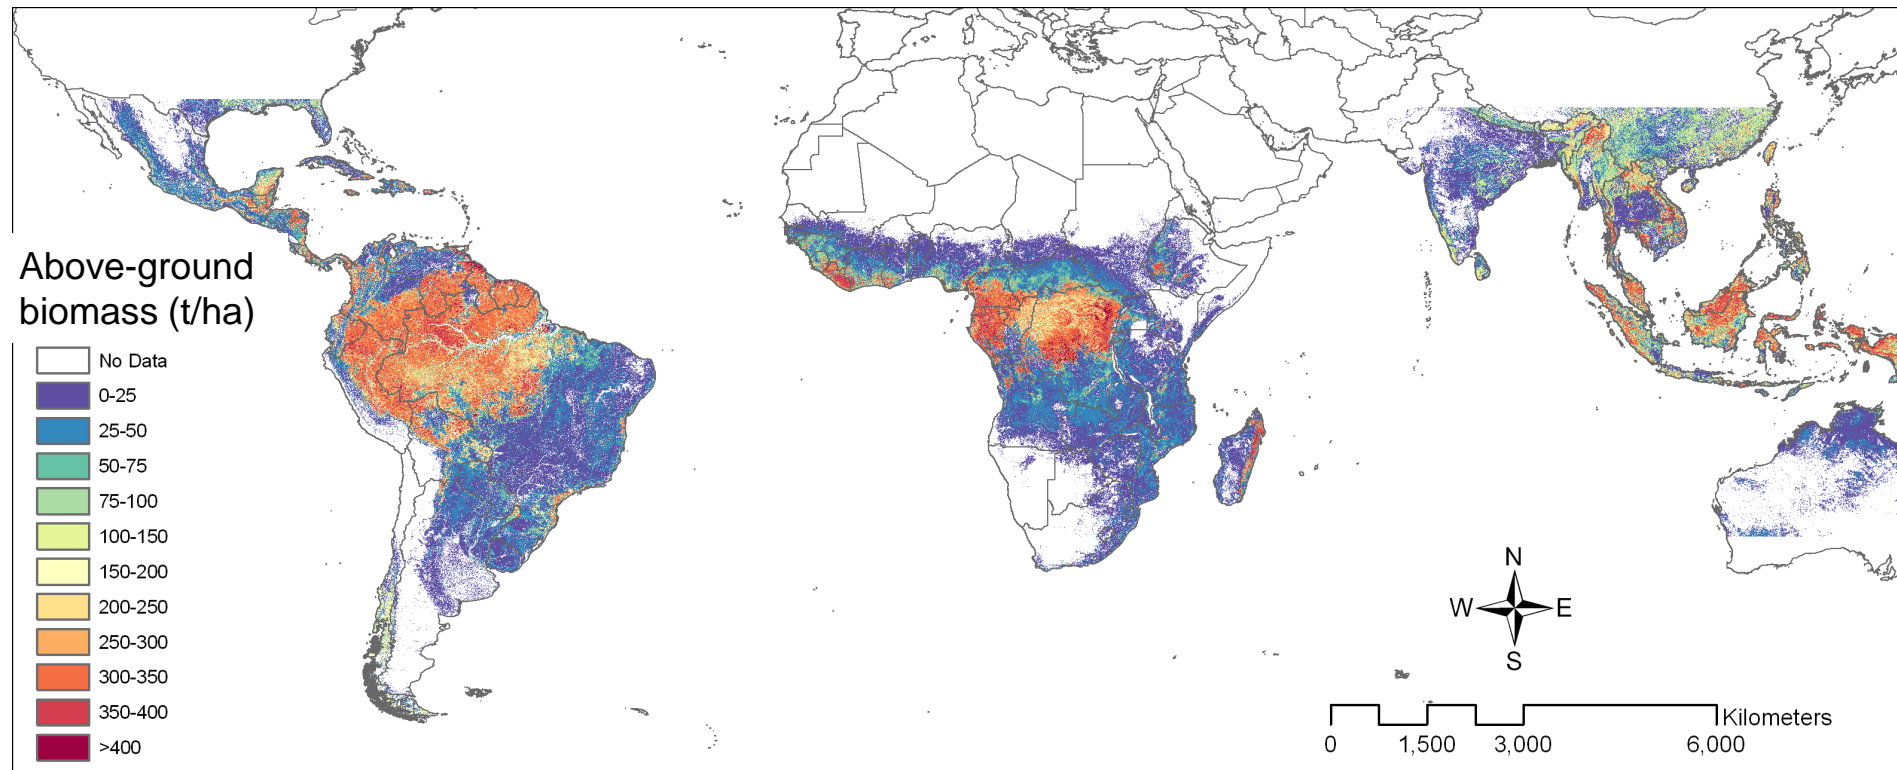 Above-ground
biomass (t/ha)
No Data
0-25
25-50
50-75
75-100
100-150
150-200
200-250
250-300
300-350
350-400
>400
N
W E
S
Kilometers
0 1,500 3,000 6,000